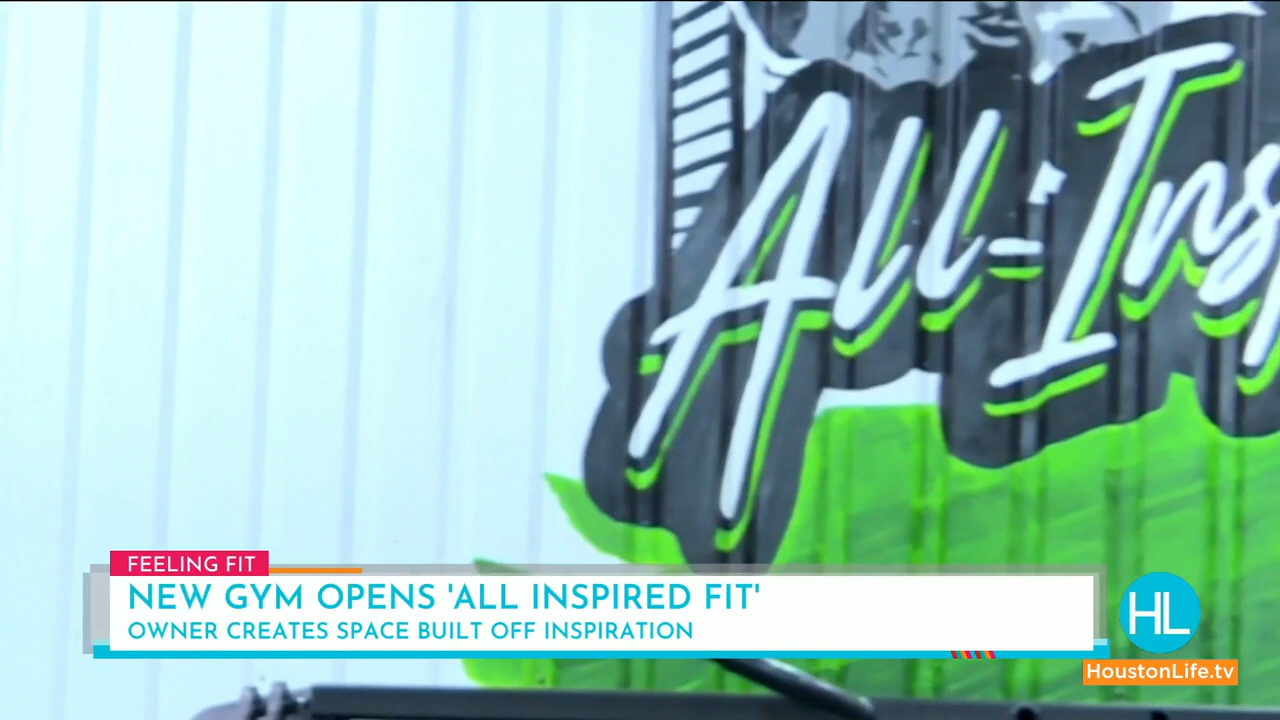 All-Ins
FEELING FIT
NEW GYM OPENS 'ALL INSPIRED FIT'
OWNER CREATES SPACE BUILT OFF INSPIRATION
HL
HoustonLife.tv